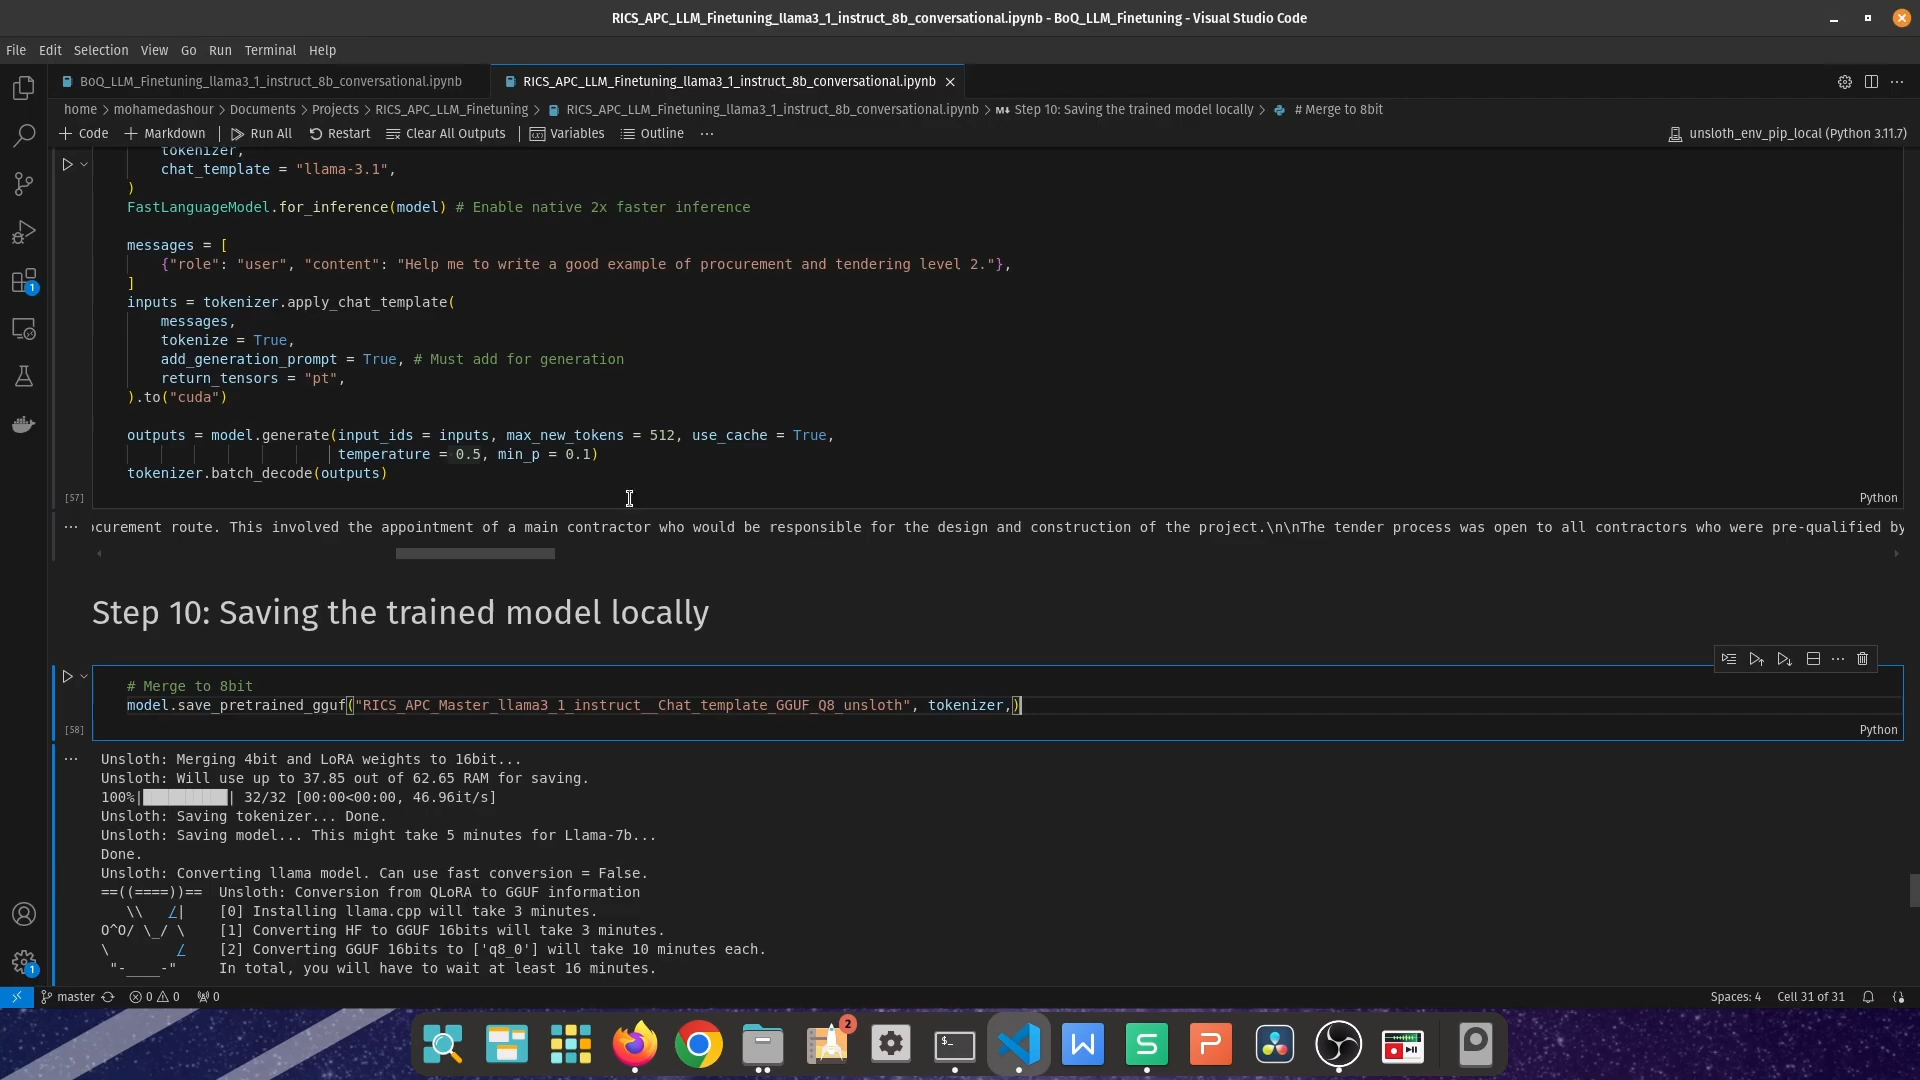 RICS_APC_LLM_Finetuning_llama3_1_instruct_8b_conversational.ipynb - BoQ_LLM_Finetuning - Visual Studio Code
File Edit Selection View Go Run Terminal Help
BoQ_LLM_Finetuning_llama3_1_instruct_8b_conversational.ipynb RICS_APC_LLM_Finetuning_llama3_1_instruct_8b_conversational.ipynb
home > mohamedashour > Documents > Projects > RICS_APC_LLM_Finetuning > RICS_APC_LLM_Finetuning_llama3_1_instruct_8b_conversational.ipynb > M↓ Step 10: Saving the trained model locally > # Merge to 8bit
+ Code + Markdown | Run All Restart Clear All Outputs | Variables Outline ... unsloth_env_pip_local (Python 3.11.7)
tokenizer,
chat_template = "llama-3.1",
)
FastLanguageModel.for_inference(model) # Enable native 2x faster inference
messages = [
{"role": "user", "content": "Help me to write a good example of procurement and tendering level 2."},
]
inputs = tokenizer.apply_chat_template(
messages,
tokenize = True,
add_generation_prompt = True, # Must add for generation
return_tensors = "pt",
).to("cuda")
outputs = model.generate(input_ids = inputs, max_new_tokens = 512, use_cache = True,
temperature = 0.5, min_p = 0.1)
tokenizer.batch_decode(outputs)
[57] Python
... ocurement route. This involved the appointment of a main contractor who would be responsible for the design and construction of the project.\n\nThe tender process was open to all contractors who were pre-qualified by
Step 10: Saving the trained model locally
# Merge to 8bit
model.save_pretrained_gguf("RICS_APC_Master_llama3_1_instruct__Chat_template_GGUF_Q8_unsloth", tokenizer,)
[58] Python
... Unsloth: Merging 4bit and LoRA weights to 16bit...
Unsloth: Will use up to 37.85 out of 62.65 RAM for saving.
100%|██████████| 32/32 [00:00<00:00, 46.96it/s]
Unsloth: Saving tokenizer... Done.
Unsloth: Saving model... This might take 5 minutes for Llama-7b...
Done.
Unsloth: Converting llama model. Can use fast conversion = False.
==((====))== Unsloth: Conversion from QLoRA to GGUF information
\\ /| [0] Installing llama.cpp will take 3 minutes.
O^O/ \_/ \ [1] Converting HF to GGUF 16bits will take 3 minutes.
\ / [2] Converting GGUF 16bits to ['q8_0'] will take 10 minutes each.
"-____-" In total, you will have to wait at least 16 minutes.
master 0 0 0 Spaces: 4 Cell 31 of 31